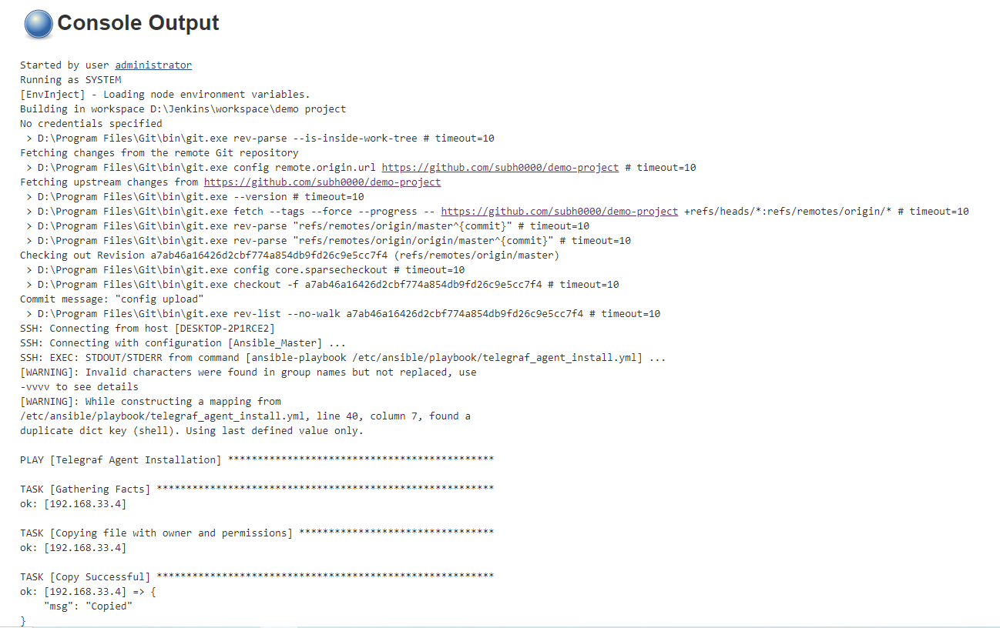 Console Output
Started by user administrator
Running as SYSTEM
[EnvInject] - Loading node environment variables.
Building in workspace D:\Jenkins\workspace\demo project
No credentials specified
 > D:\Program Files\Git\bin\git.exe rev-parse --is-inside-work-tree # timeout=10
Fetching changes from the remote Git repository
 > D:\Program Files\Git\bin\git.exe config remote.origin.url https://github.com/subh0000/demo-project # timeout=10
Fetching upstream changes from https://github.com/subh0000/demo-project
 > D:\Program Files\Git\bin\git.exe --version # timeout=10
 > D:\Program Files\Git\bin\git.exe fetch --tags --force --progress -- https://github.com/subh0000/demo-project +refs/heads/*:refs/remotes/origin/* # timeout=10
 > D:\Program Files\Git\bin\git.exe rev-parse "refs/remotes/origin/master^{commit}" # timeout=10
 > D:\Program Files\Git\bin\git.exe rev-parse "refs/remotes/origin/origin/master^{commit}" # timeout=10
Checking out Revision a7ab46a16426d2cbf774a854db9fd26c9e5cc7f4 (refs/remotes/origin/master)
 > D:\Program Files\Git\bin\git.exe config core.sparsecheckout # timeout=10
 > D:\Program Files\Git\bin\git.exe checkout -f a7ab46a16426d2cbf774a854db9fd26c9e5cc7f4 # timeout=10
Commit message: "config upload"
 > D:\Program Files\Git\bin\git.exe rev-list --no-walk a7ab46a16426d2cbf774a854db9fd26c9e5cc7f4 # timeout=10
SSH: Connecting from host [DESKTOP-2P1RCE2]
SSH: Connecting with configuration [Ansible_Master] ...
SSH: EXEC: STDOUT/STDERR from command [ansible-playbook /etc/ansible/playbook/telegraf_agent_install.yml] ...
[WARNING]: Invalid characters were found in group names but not replaced, use
-vvvv to see details
[WARNING]: While constructing a mapping from
/etc/ansible/playbook/telegraf_agent_install.yml, line 40, column 7, found a
duplicate dict key (shell). Using last defined value only.
PLAY [Telegraf Agent Installation] *********************************************
TASK [Gathering Facts] *********************************************************
ok: [192.168.33.4]
TASK [Copying file with owner and permissions] *********************************
ok: [192.168.33.4]
TASK [Copy Successful] *********************************************************
ok: [192.168.33.4] => {
    "msg": "Copied"
}